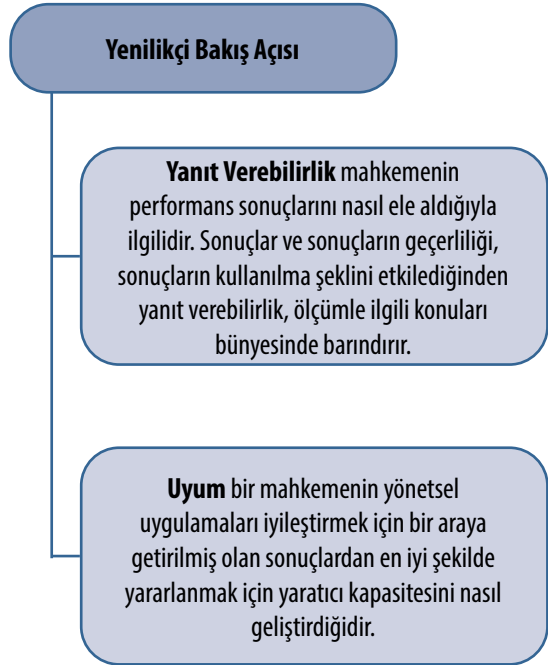 Yenilikçi Bakış Açısı
Yanıt Verebilirlik mahkemenin
performans sonuçlarını nasıl ele aldığıyla
ilgilidir. Sonuçlar ve sonuçların geçerliliği,
sonuçların kullanılma şeklini etkilediğinden
yanıt verebilirlik, ölçümle ilgili konuları
bünyesinde barındırır.
Uyum bir mahkemenin yönetsel
uygulamaları iyileştirmek için bir araya
getirilmiş olan sonuçlardan en iyi şekilde
yararlanmak için yaratıcı kapasitesini nasıl
geliştirdiğidir.